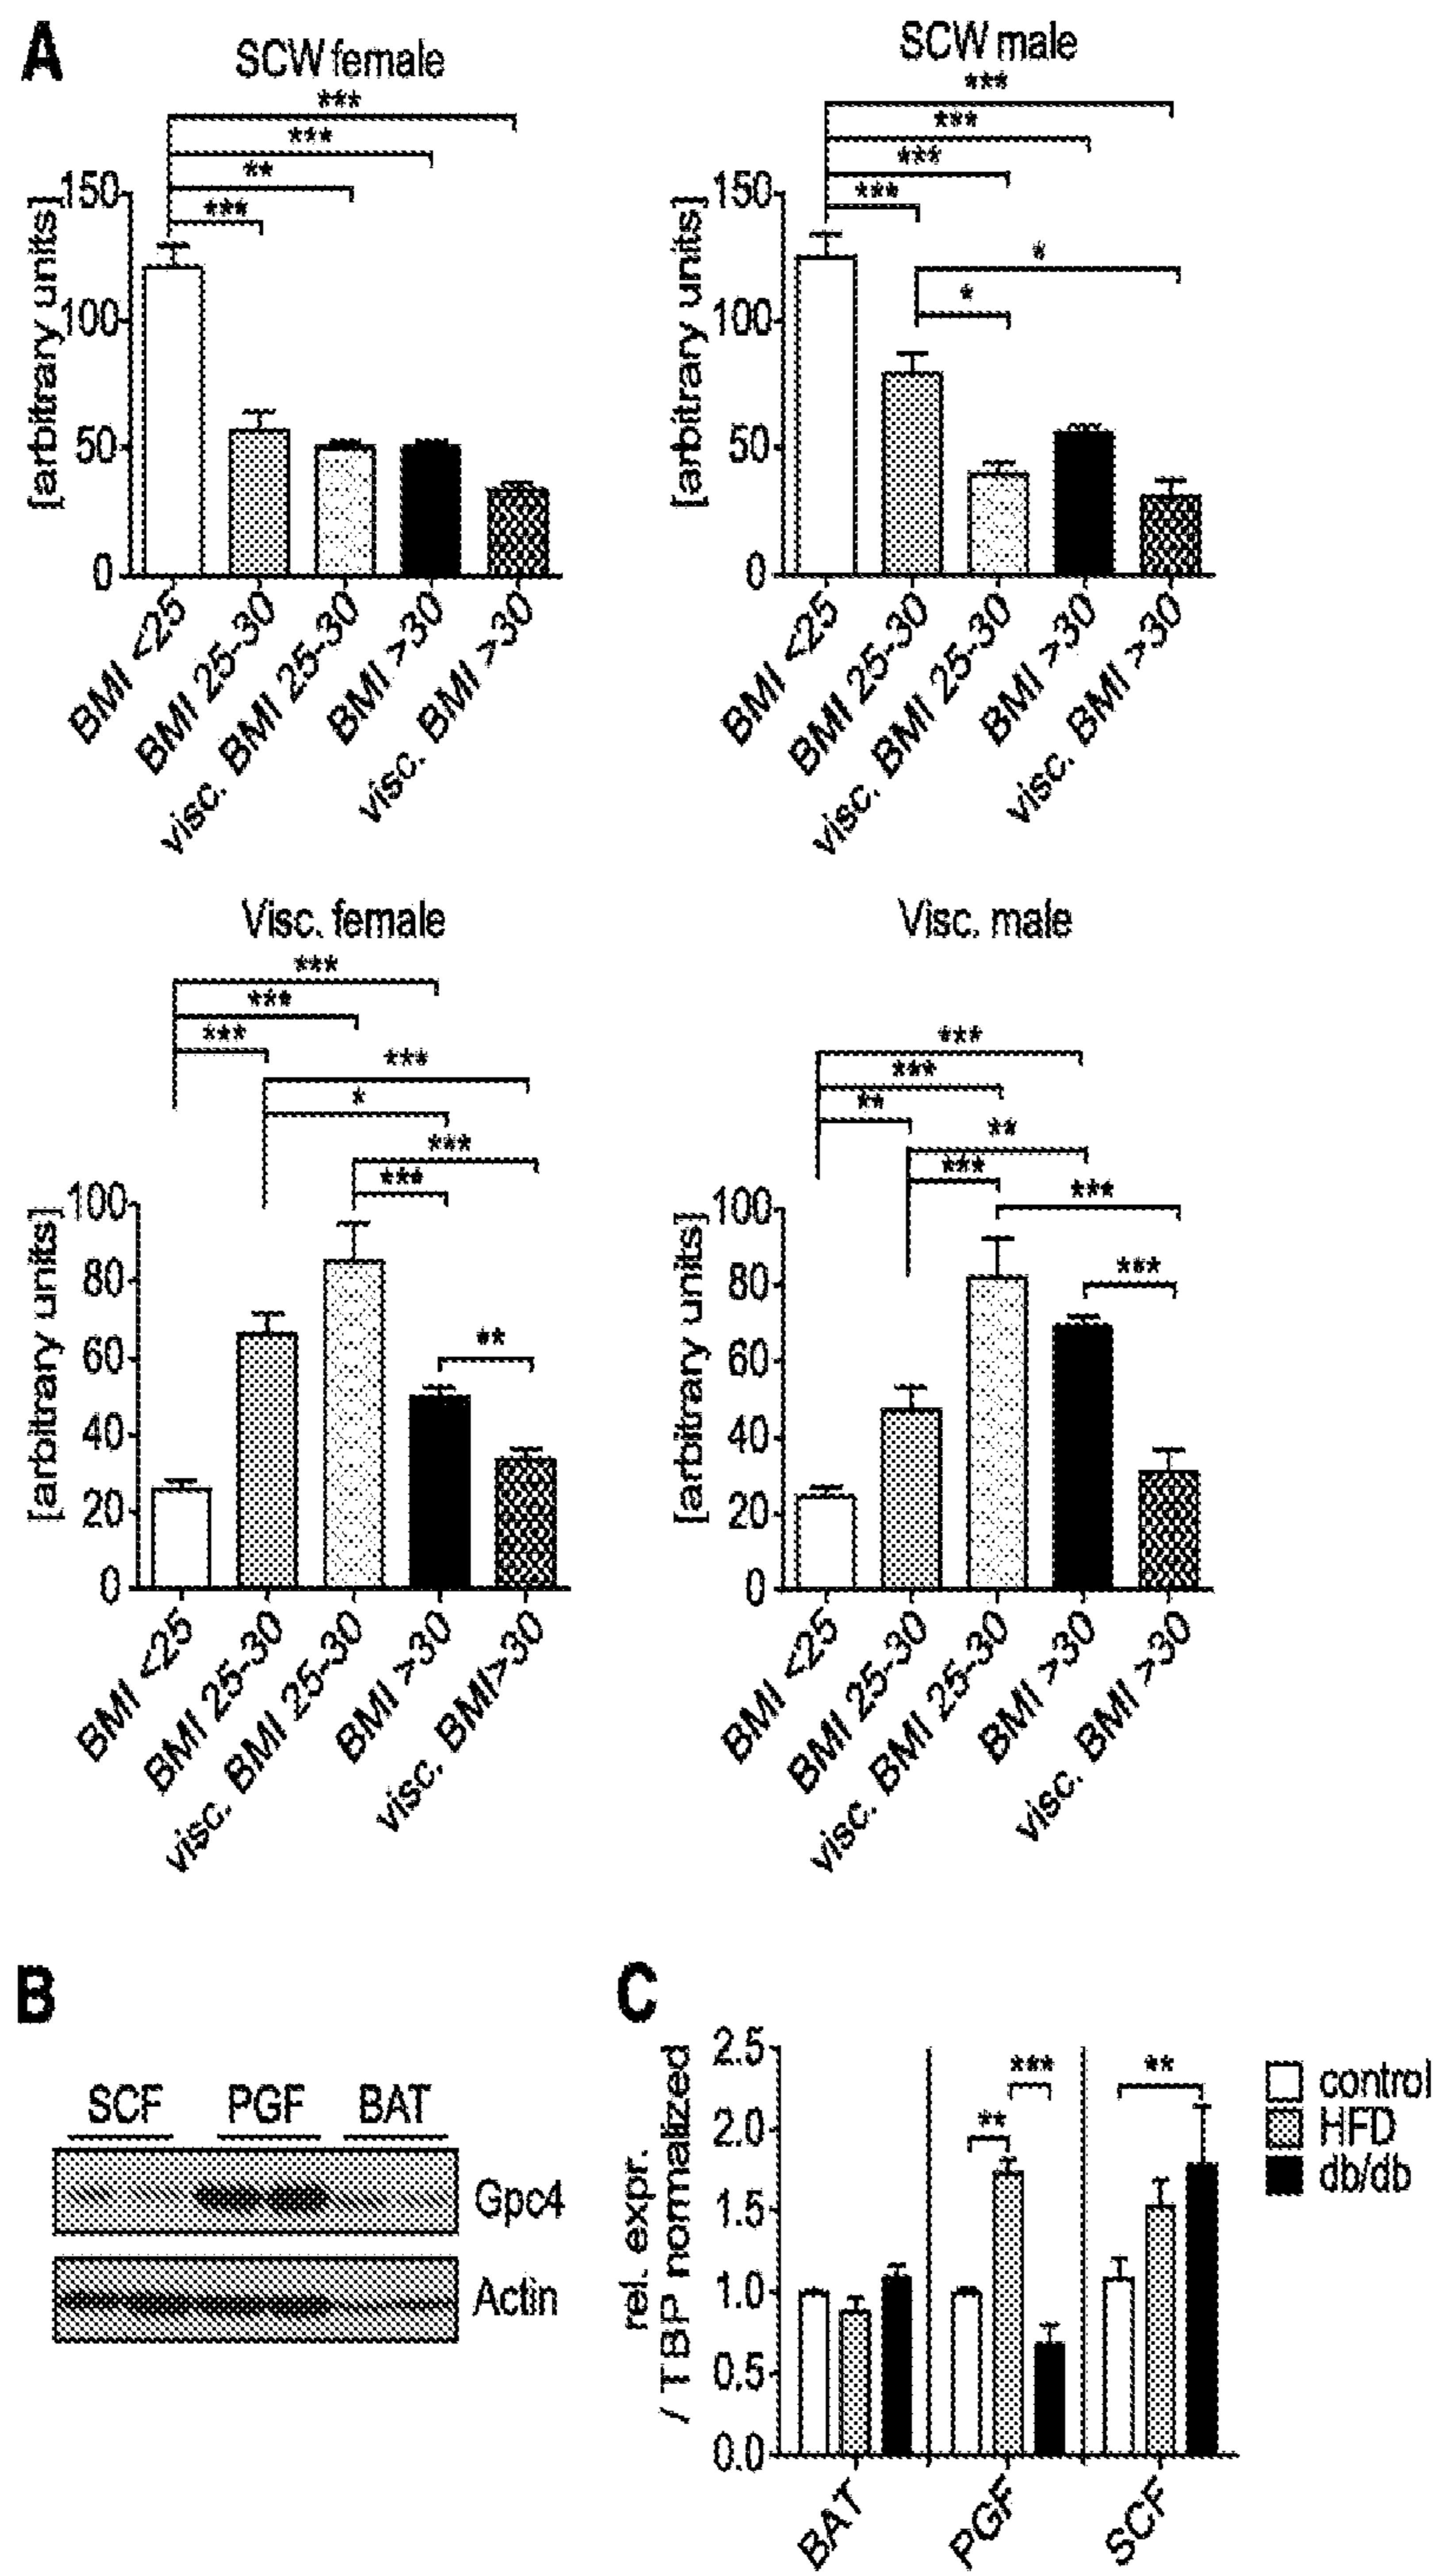 A
SCW female
***
***
**
***
[arbitrary units]
150
100
50
0
BMI <25
BMI 25-30
visc. BMI 25-30
BMI >30
visc. BMI >30
SCW male
***
***
***
***
*
*
[arbitrary units]
150
100
50
0
BMI <25
BMI 25-30
visc. BMI 25-30
BMI >30
visc. BMI >30
Visc. female
***
***
***
***
*
***
***
**
[arbitrary units]
100
80
60
40
20
0
BMI <25
BMI 25-30
visc. BMI 25-30
BMI >30
visc. BMI>30
Visc. male
***
***
**
**
***
***
***
[arbitrary units]
100
80
60
40
20
0
BMI <25
BMI 25-30
visc. BMI 25-30
BMI >30
visc. BMI >30
B
SCF PGF BAT
Gpc4
Actin
C
rel. expr.
/ TBP normalized
2.5
2.0
1.5
1.0
0.5
0.0
***
**
**
BAT
PGF
SCF
control
HFD
db/db